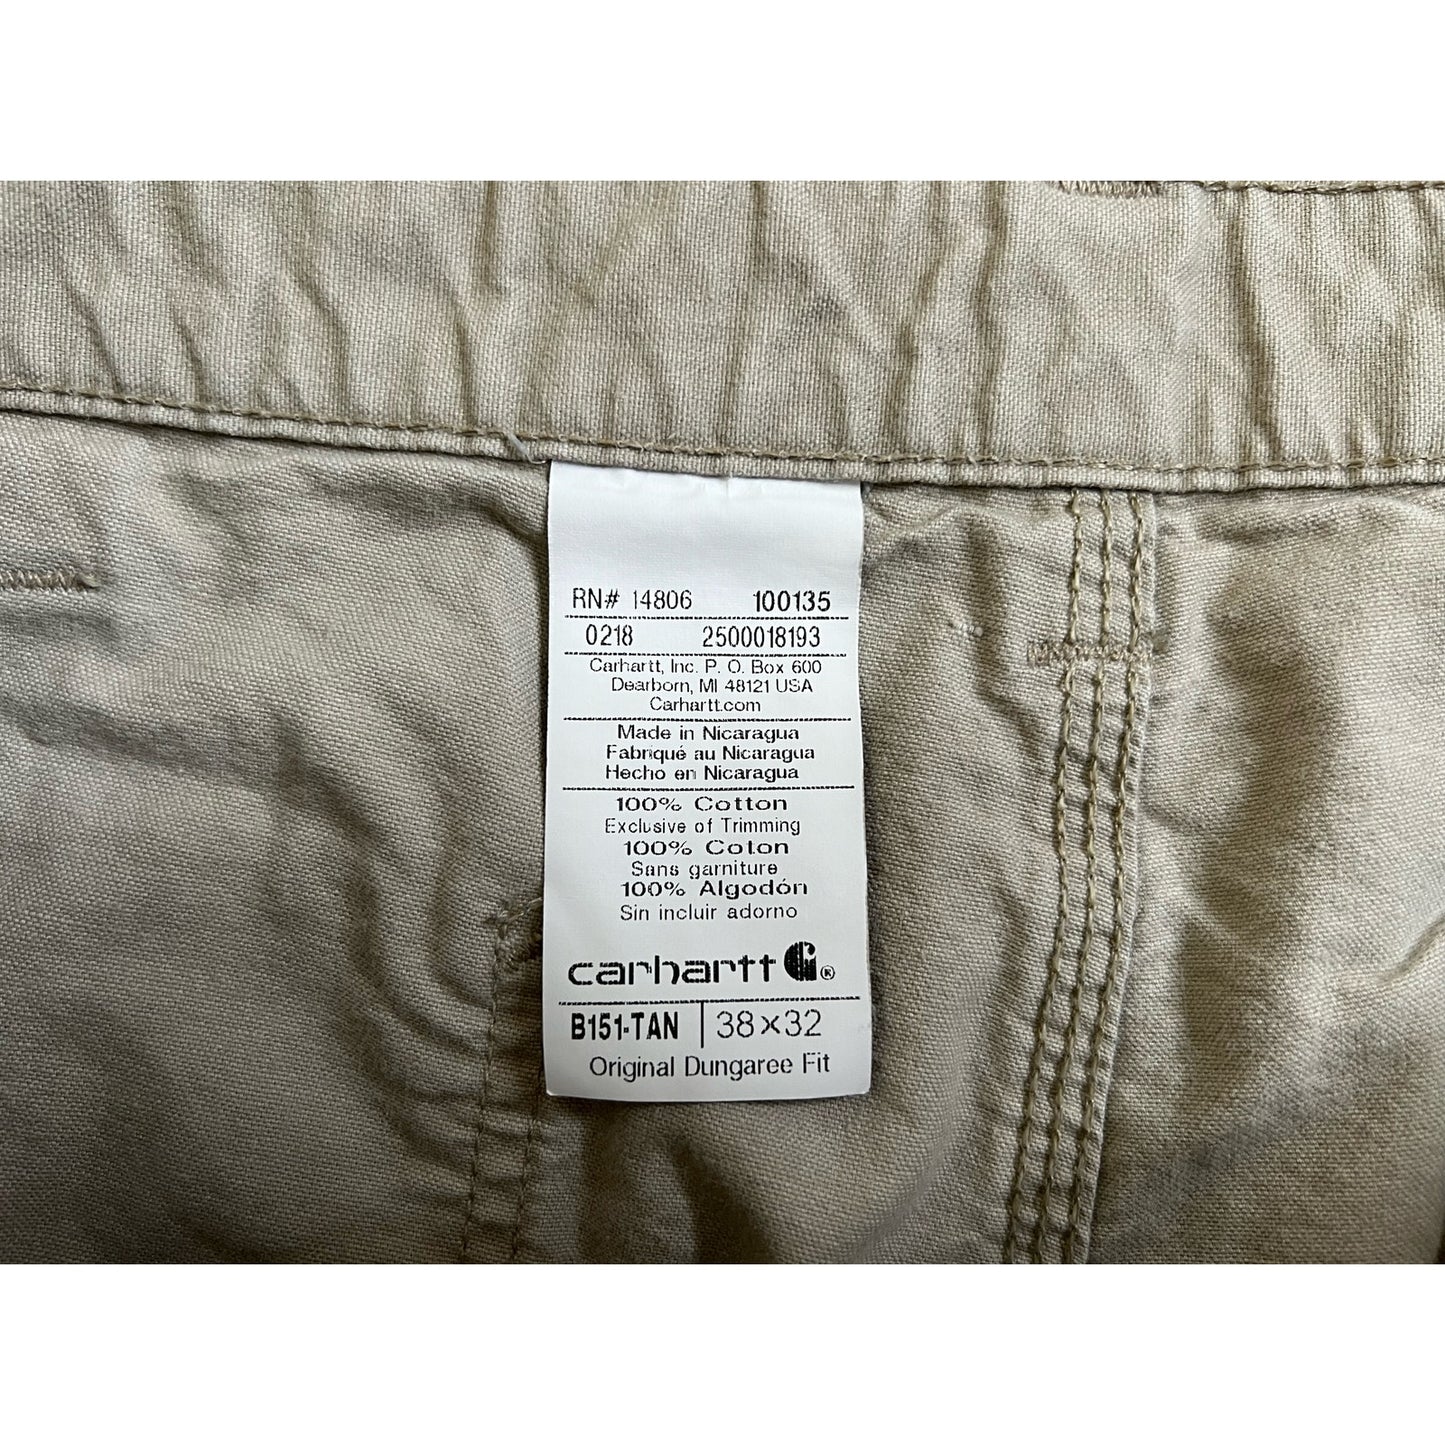 RN# 14806 100135
0218 2500018193
Carhartt, Inc. P. O. Box 600
Dearborn, MI 48121 USA
Carhartt.com
Made in Nicaragua
Fabriqué au Nicaragua
Hecho en Nicaragua
100% Cotton
Exclusive of Trimming
100% Coton
Sans garniture
100% Algodón
Sin incluir adorno
carhartt ®
B151-TAN 38×32
Original Dungaree Fit